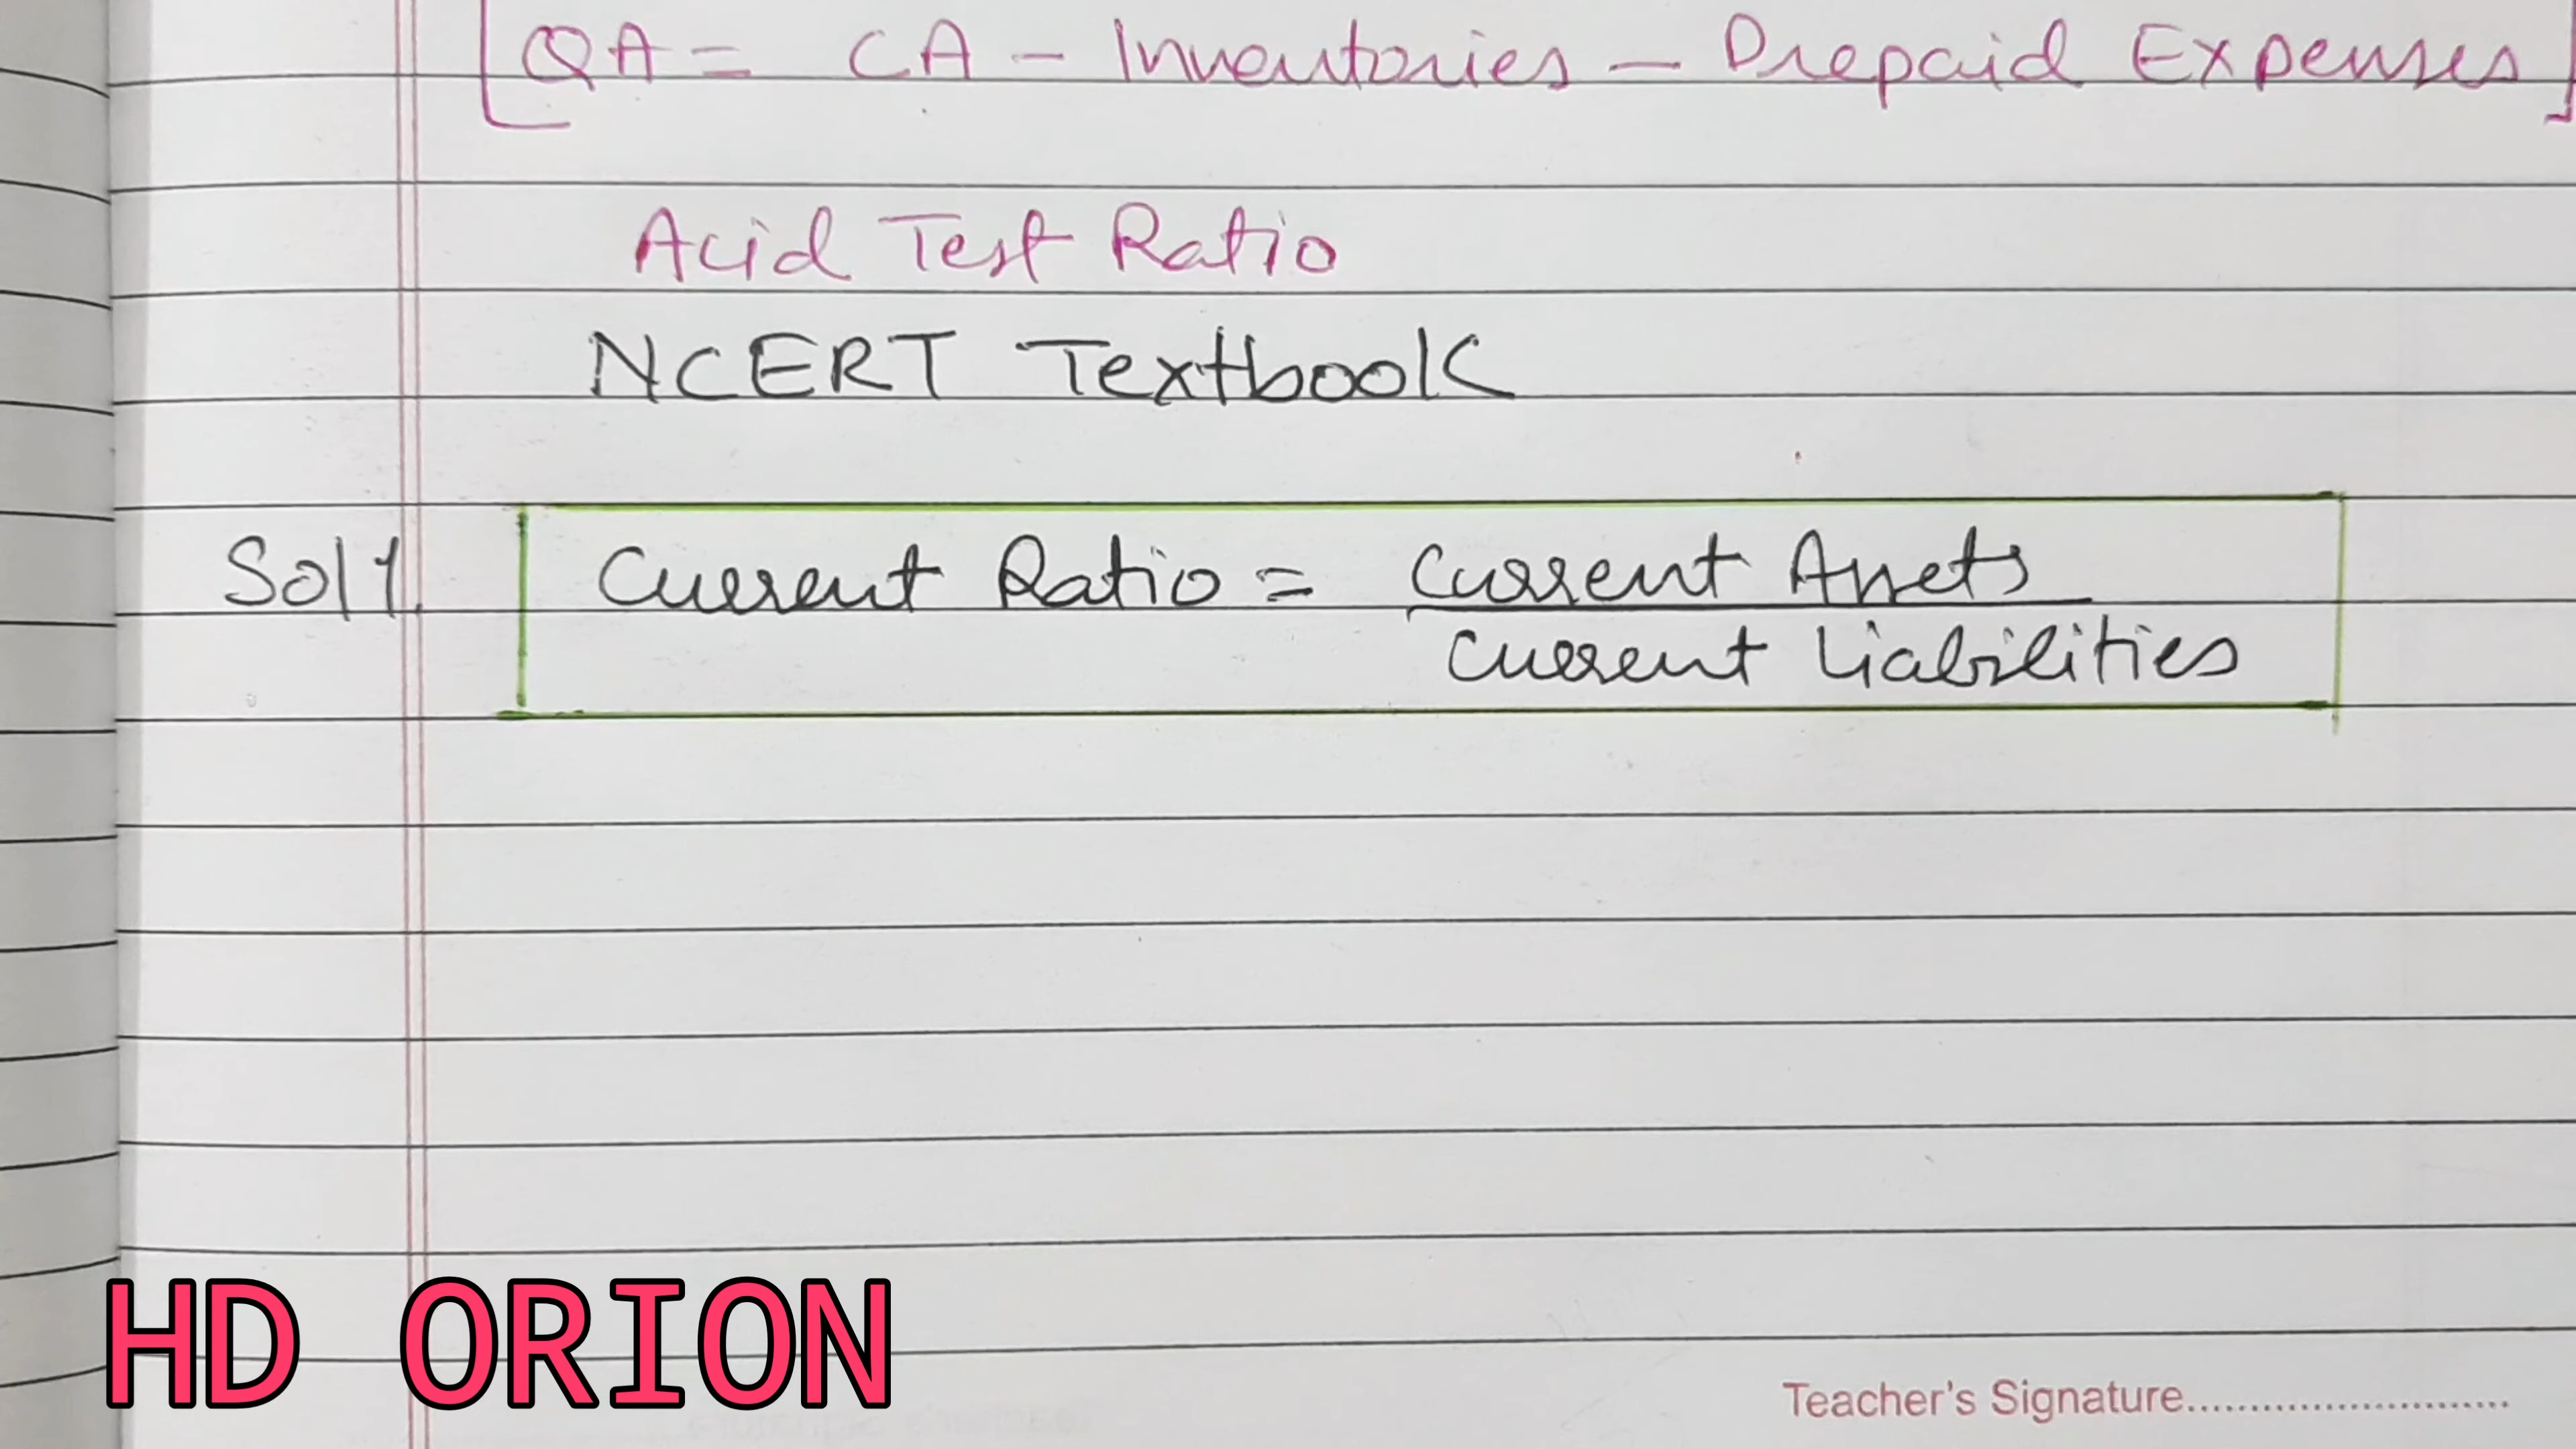 QA = CA - Inventories - Prepaid Expenses
Acid Test Ratio
NCERT Textbook
Sol 1. Current Ratio = Current Assets
Current Liabilities
HD ORION
Teacher's Signature..........................